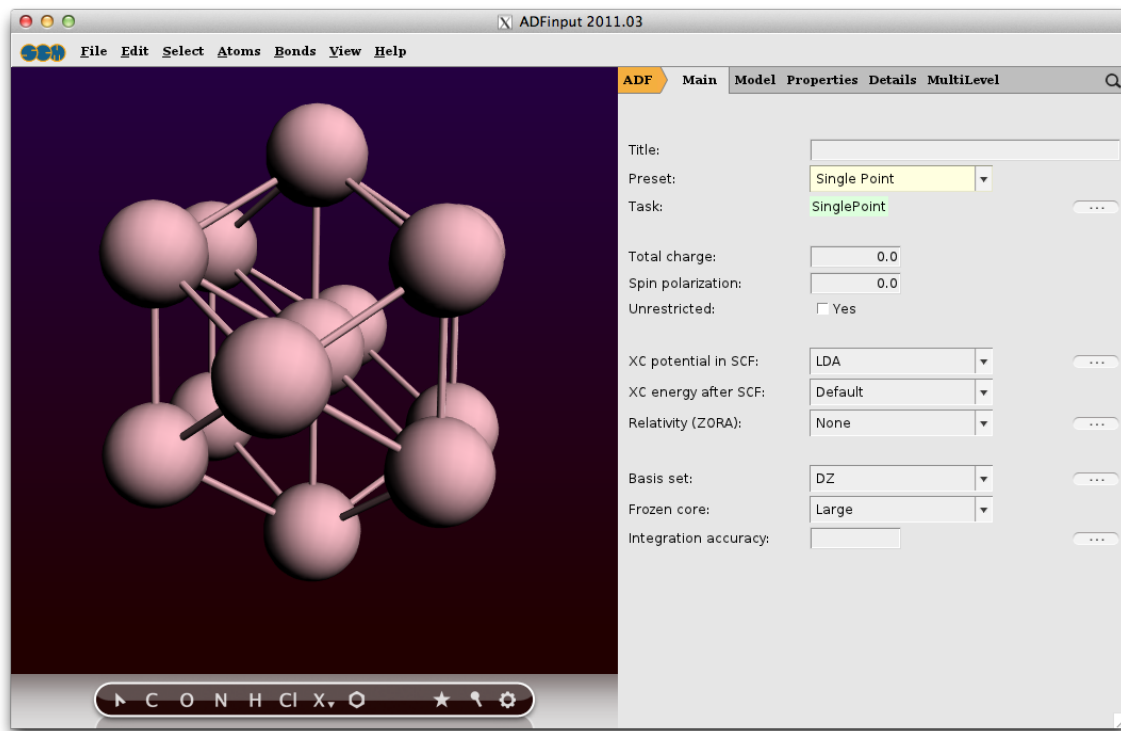 X ADFinput 2011.03
SCM File Edit Select Atoms Bonds View Help
ADF Main Model Properties Details MultiLevel
Title:
Preset: Single Point
Task: SinglePoint ...
Total charge: 0.0
Spin polarization: 0.0
Unrestricted: Yes
XC potential in SCF: LDA ...
XC energy after SCF: Default
Relativity (ZORA): None ...
Basis set: DZ ...
Frozen core: Large
Integration accuracy: ...
C O N H Cl X